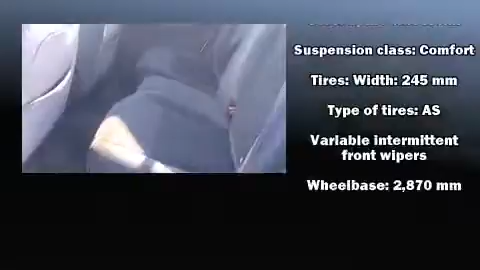 Suspension class: Comfort
Tires: Width: 245 mm
Type of tires: AS
Variable intermittent
front wipers
Wheelbase: 2,870 mm